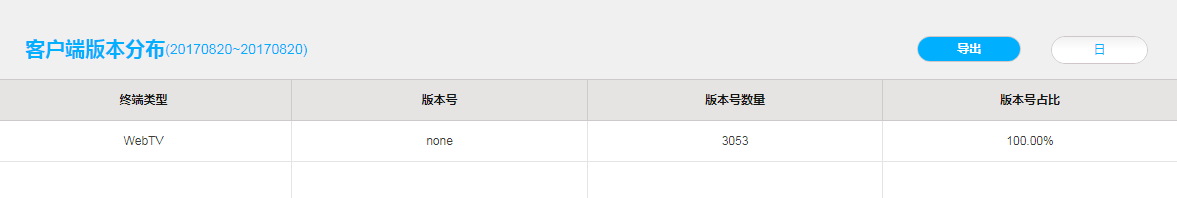 客户端版本分布(20170820~20170820) 导出 日
终端类型 版本号 版本号数量 版本号占比
WebTV none 3053 100.00%